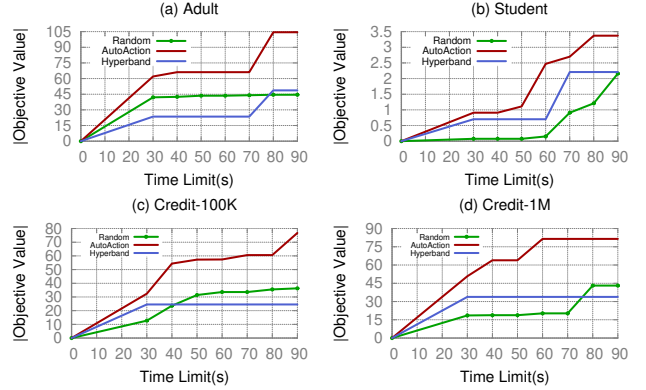 (a) Adult
|Objective Value|
105
90
75
60
45
30
15
0
Random
AutoAction
Hyperband
0 10 20 30 40 50 60 70 80 90
Time Limit(s)
(b) Student
|Objective Value|
3.5
3
2.5
2
1.5
1
0.5
0
Random
AutoAction
Hyperband
0 10 20 30 40 50 60 70 80 90
Time Limit(s)
(c) Credit-100K
|Objective Value|
80
70
60
50
40
30
20
10
0
Random
AutoAction
Hyperband
0 10 20 30 40 50 60 70 80 90
Time Limit(s)
(d) Credit-1M
|Objective Value|
90
75
60
45
30
15
0
Random
AutoAction
Hyperband
0 10 20 30 40 50 60 70 80 90
Time Limit(s)